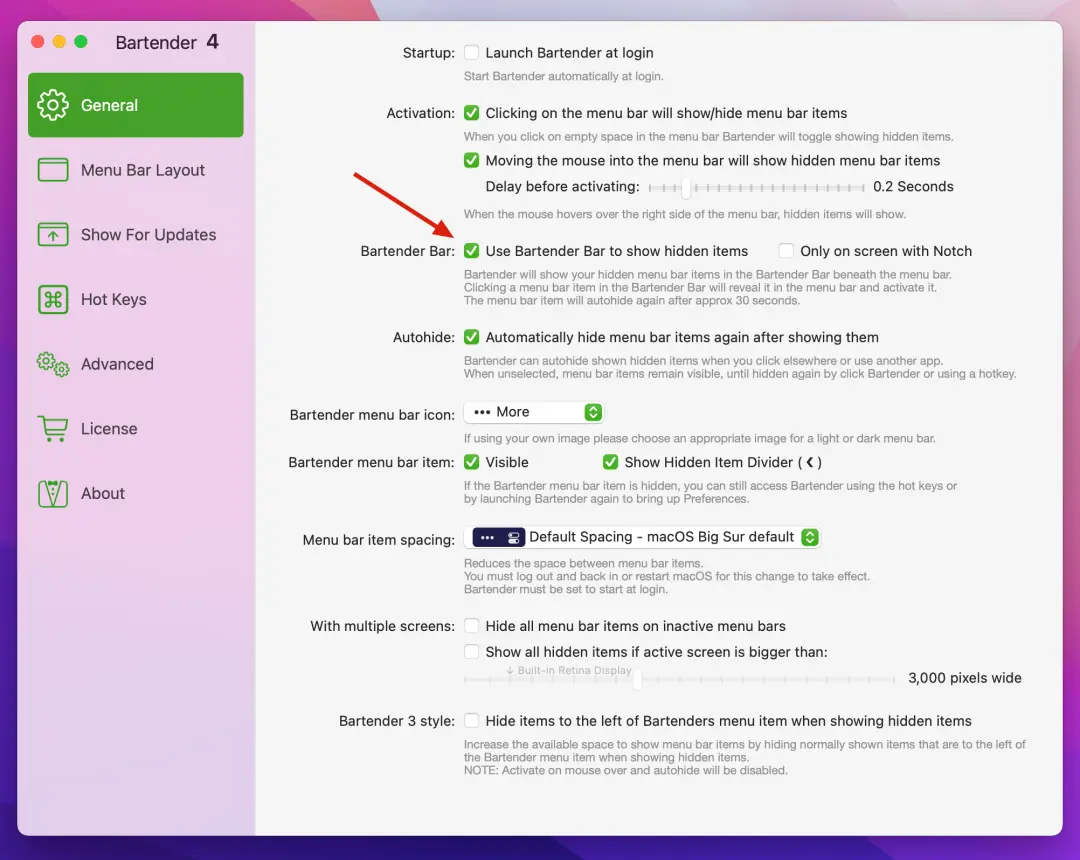 Bartender 4
General
Menu Bar Layout
Show For Updates
Hot Keys
Advanced
License
About
Startup: Launch Bartender at login
Start Bartender automatically at login.
Activation: Clicking on the menu bar will show/hide menu bar items
When you click on empty space in the menu bar Bartender will toggle showing hidden items.
Moving the mouse into the menu bar will show hidden menu bar items
Delay before activating: 0.2 Seconds
When the mouse hovers over the right side of the menu bar, hidden items will show.
Bartender Bar: Use Bartender Bar to show hidden items Only on screen with Notch
Bartender will show your hidden menu bar items in the Bartender Bar beneath the menu bar.
Clicking a menu bar item in the Bartender Bar will reveal it in the menu bar and activate it.
The menu bar item will autohide again after approx 30 seconds.
Autohide: Automatically hide menu bar items again after showing them
Bartender can autohide shown hidden items when you click elsewhere or use another app.
When unselected, menu bar items remain visible, until hidden again by click Bartender or using a hotkey.
Bartender menu bar icon: ••• More
If using your own image please choose an appropriate image for a light or dark menu bar.
Bartender menu bar item: Visible Show Hidden Item Divider ( ❮ )
If the Bartender menu bar item is hidden, you can still access Bartender using the hot keys or
by launching Bartender again to bring up Preferences.
Menu bar item spacing: ••• Default Spacing - macOS Big Sur default
Reduces the space between menu bar items.
You must log out and back in or restart macOS for this change to take effect.
Bartender must be set to start at login.
With multiple screens: Hide all menu bar items on inactive menu bars
Show all hidden items if active screen is bigger than:
↓ Built-in Retina Display
3,000 pixels wide
Bartender 3 style: Hide items to the left of Bartenders menu item when showing hidden items
Increase the available space to show menu bar items by hiding normally shown items that are to the left of
the Bartender menu item when showing hidden items.
NOTE: Activate on mouse over and autohide will be disabled.